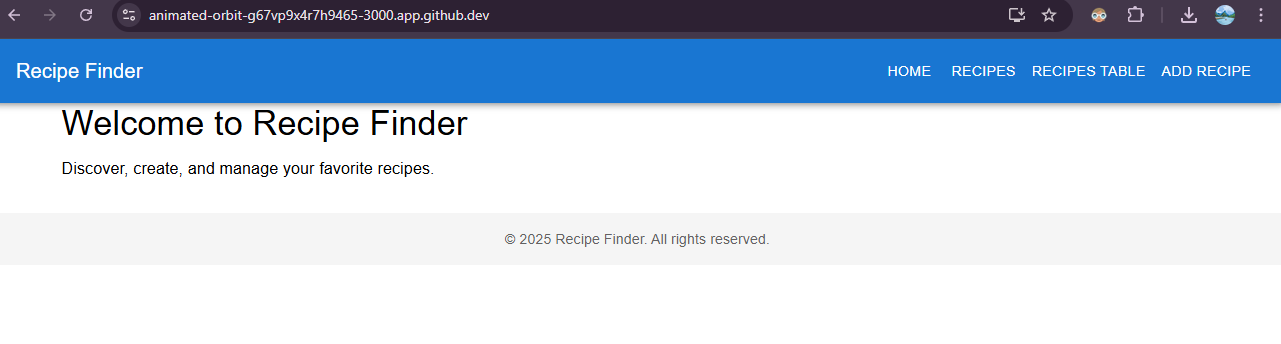 animated-orbit-g67vp9x4r7h9465-3000.app.github.dev
Recipe Finder HOME RECIPES RECIPES TABLE ADD RECIPE
Welcome to Recipe Finder
Discover, create, and manage your favorite recipes.
© 2025 Recipe Finder. All rights reserved.